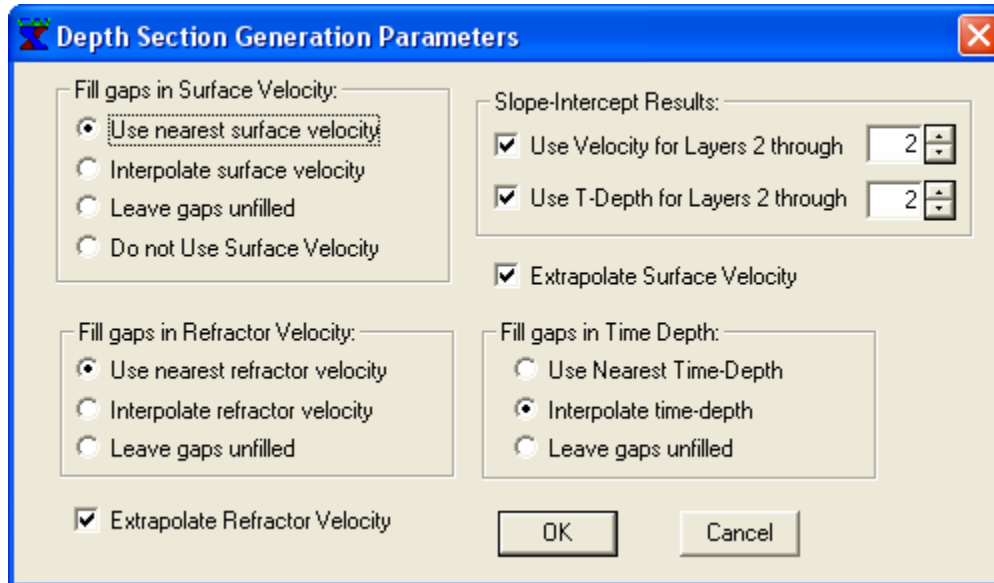 Depth Section Generation Parameters
Fill gaps in Surface Velocity:
Use nearest surface velocity
Interpolate surface velocity
Leave gaps unfilled
Do not Use Surface Velocity
Slope-Intercept Results:
Use Velocity for Layers 2 through 2
Use T-Depth for Layers 2 through 2
Extrapolate Surface Velocity
Fill gaps in Refractor Velocity:
Use nearest refractor velocity
Interpolate refractor velocity
Leave gaps unfilled
Extrapolate Refractor Velocity
Fill gaps in Time Depth:
Use Nearest Time-Depth
Interpolate time-depth
Leave gaps unfilled
OK
Cancel